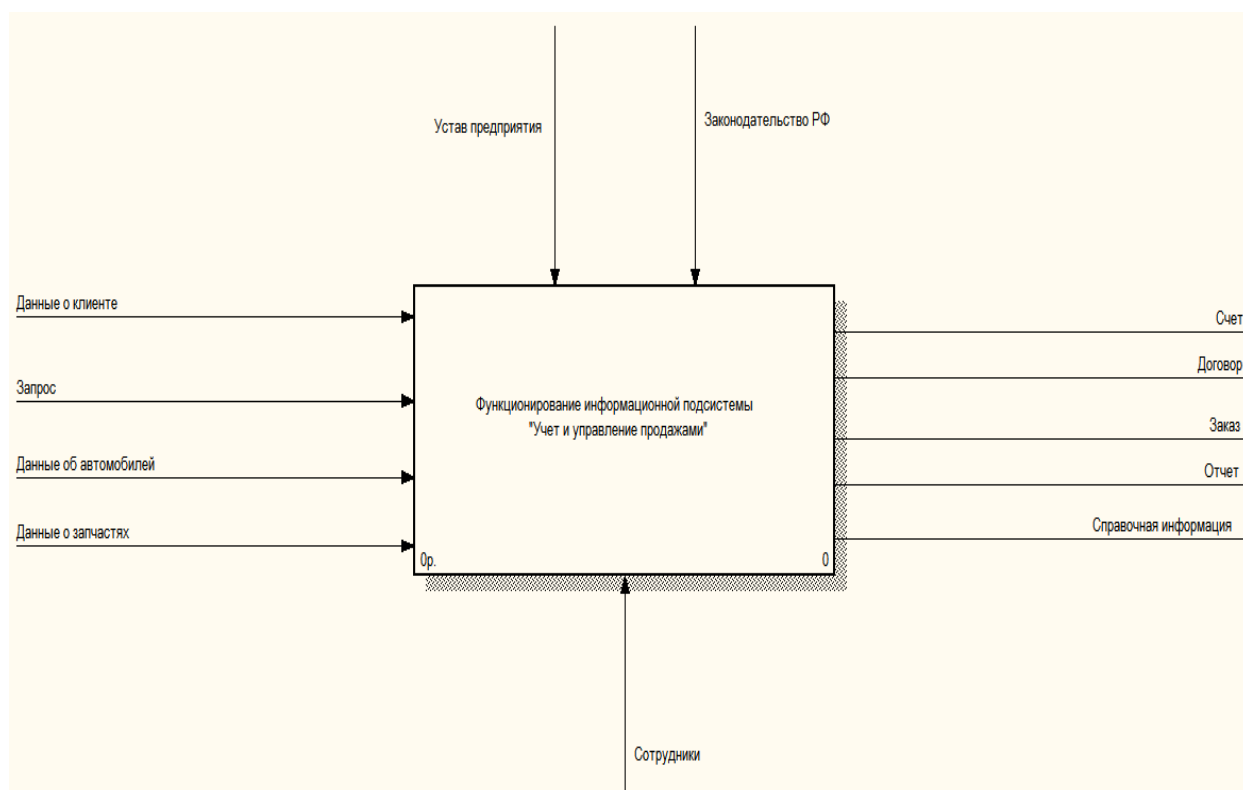 Устав предприятия
Законодательство РФ
Данные о клиенте
Запрос
Данные об автомобилей
Данные о запчастях
Функционирование информационной подсистемы
"Учет и управление продажами"
0р.
0
Счет
Договор
Заказ
Отчет
Справочная информация
Сотрудники